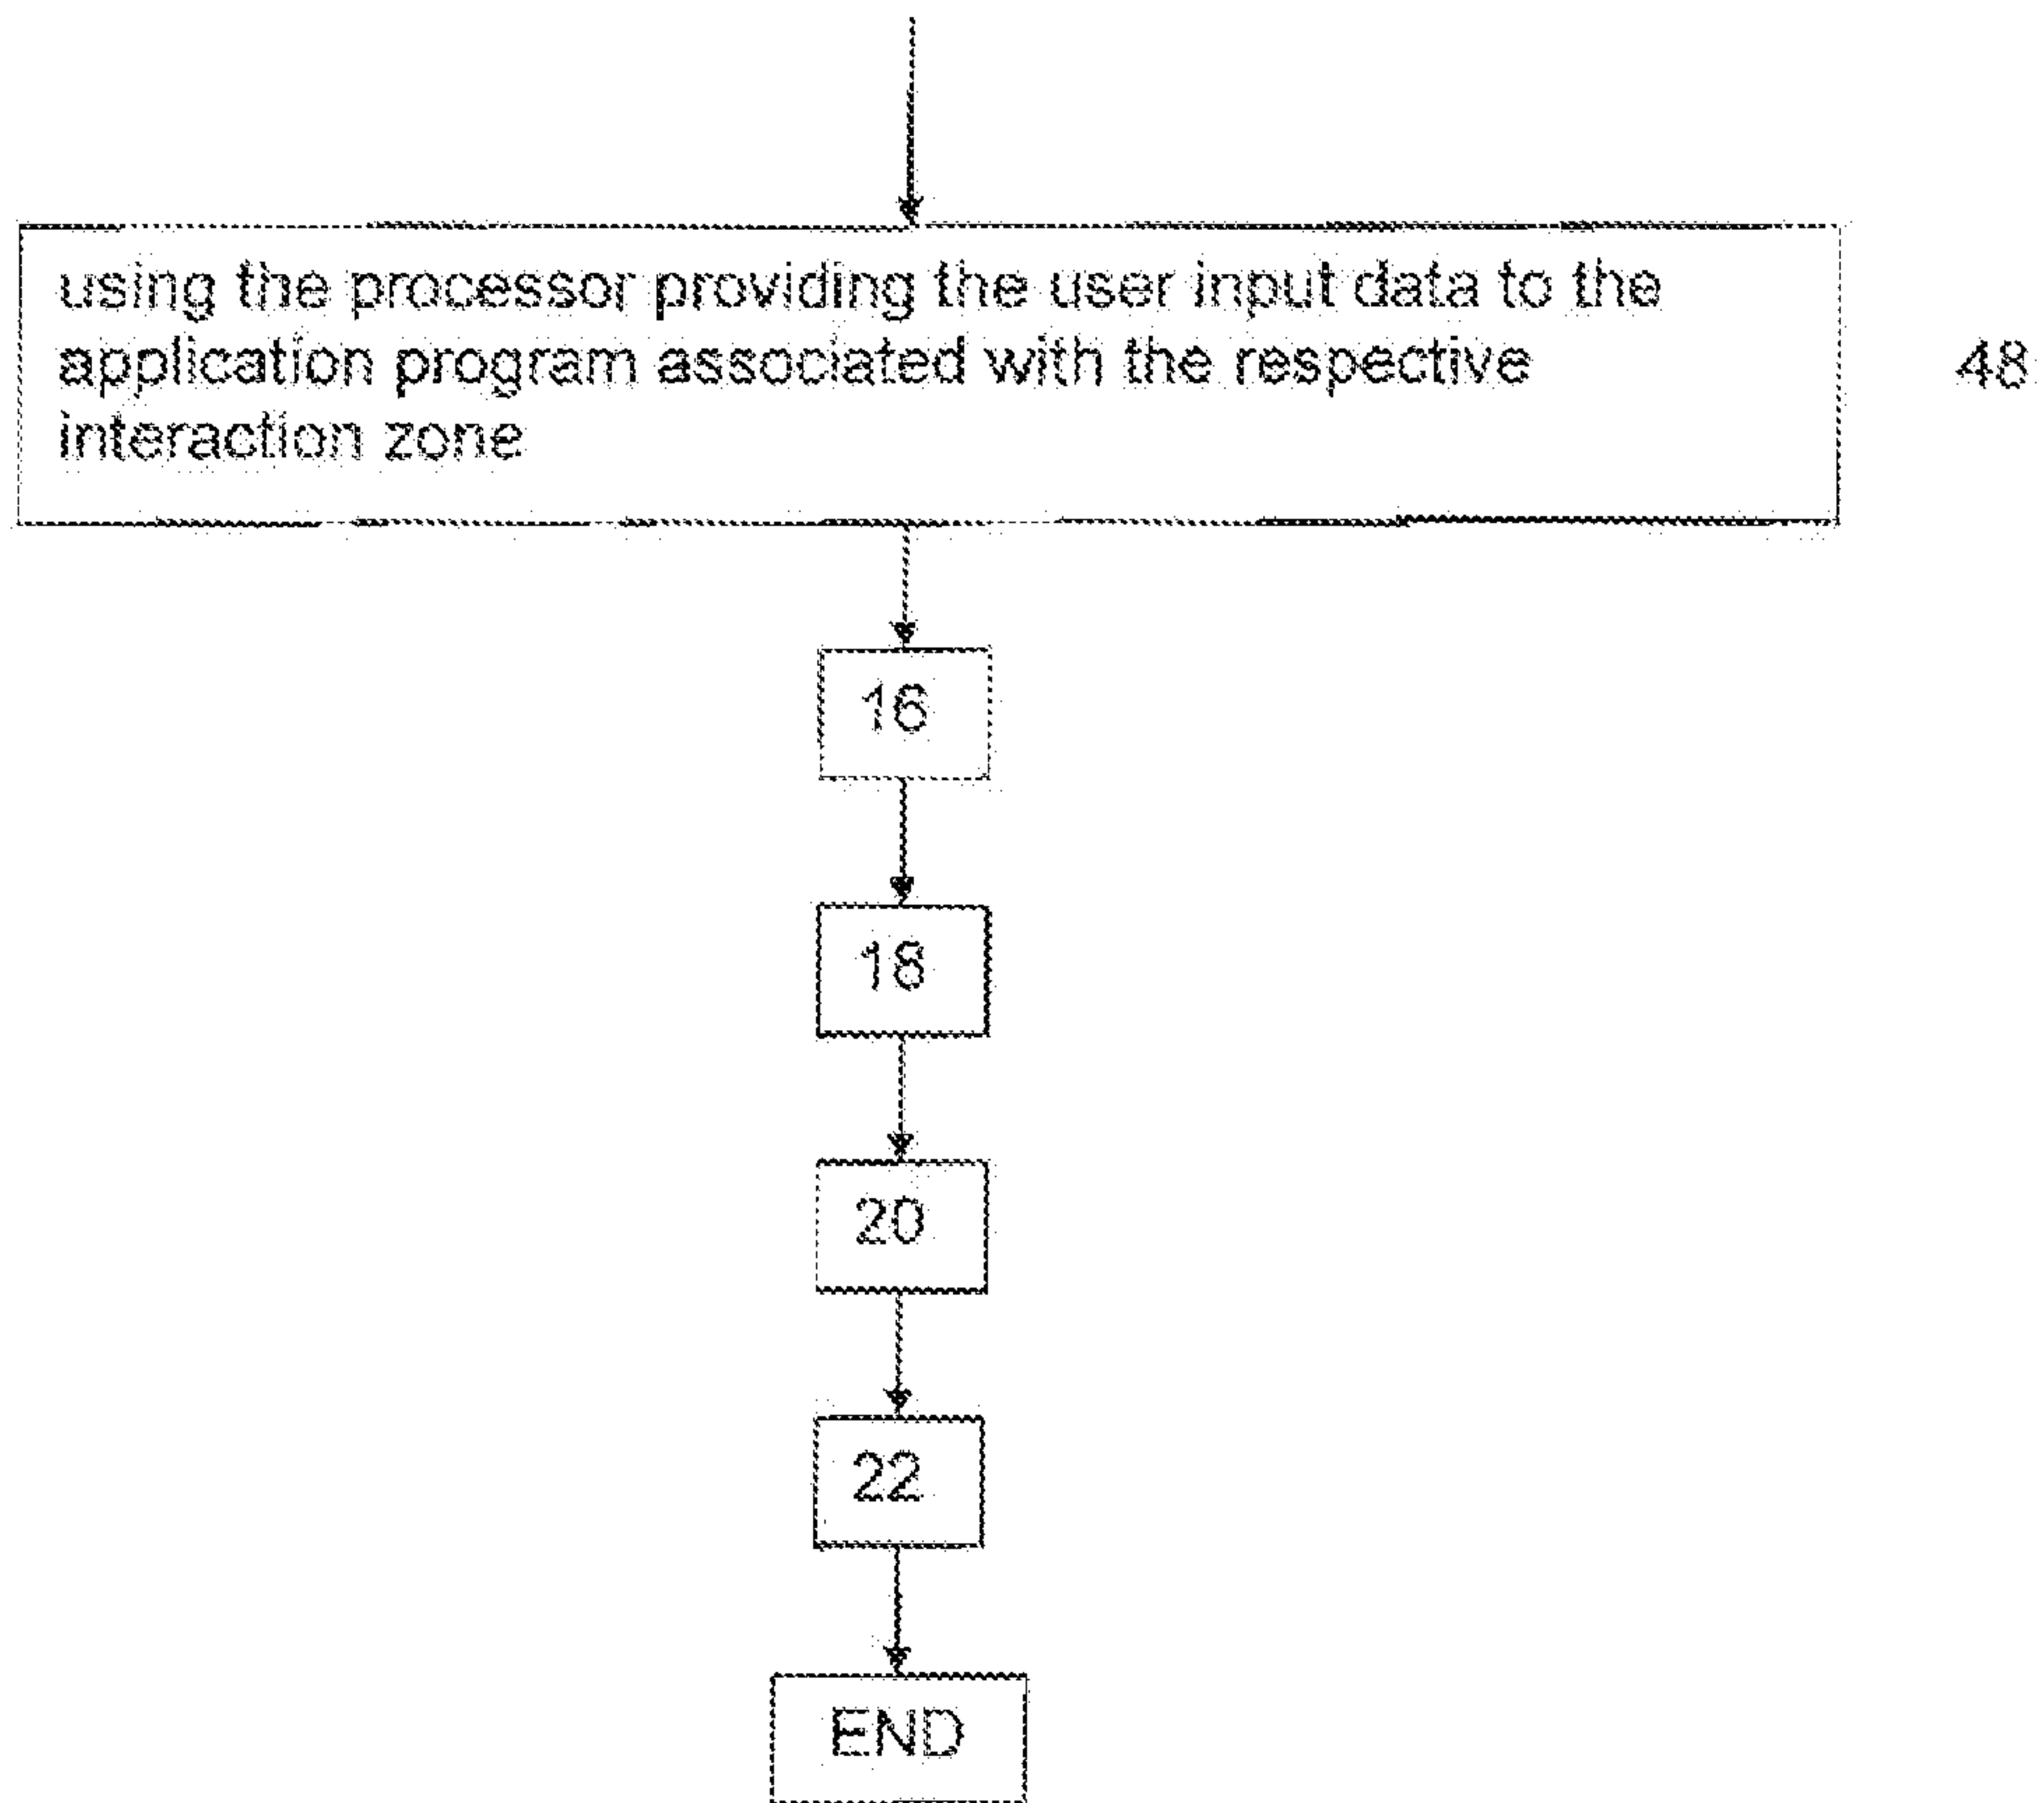 using the processor providing the user input data to the
application program associated with the respective
interaction zone
48
16
18
20
22
END